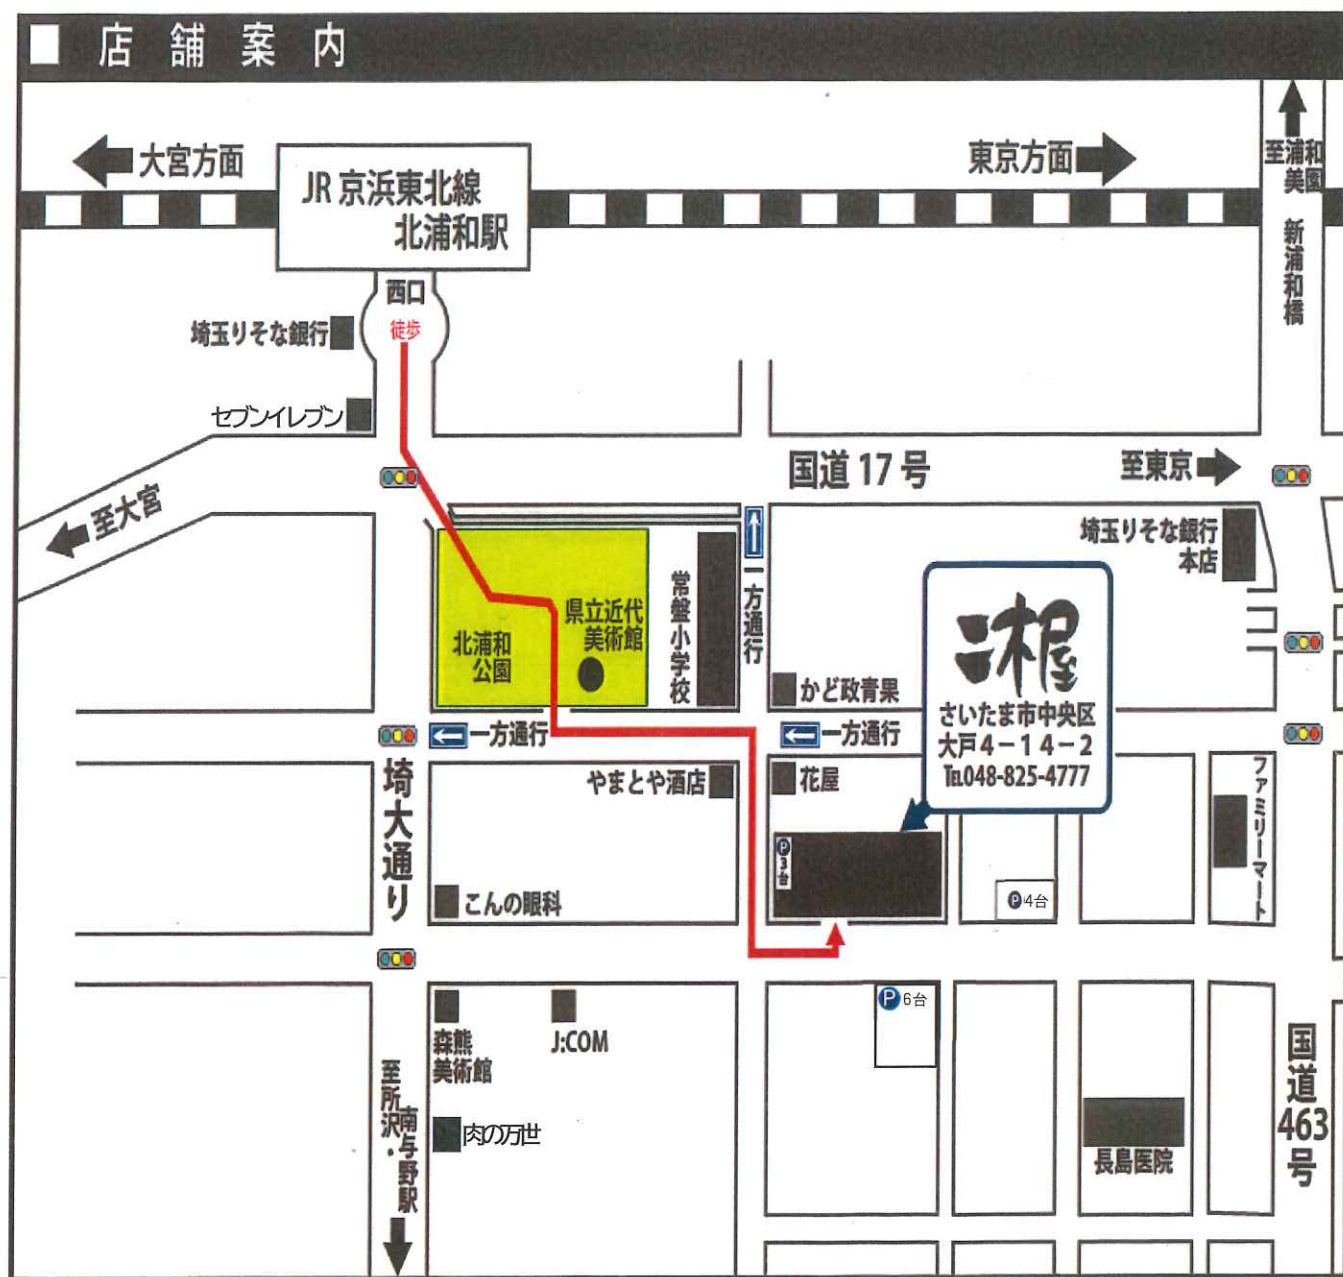 店舗案内
大宮方面
東京方面
至浦和
美園
新浦和橋
JR 京浜東北線
北浦和駅
西口
徒歩
埼玉りそな銀行
セブンイレブン
国道 17 号
至東京
至大宮
埼玉りそな銀行
本店
一方通行
常盤小学校
県立近代
美術館
北浦和
公園
二木屋
さいたま市中央区
大戸4－14－2
℡048-825-4777
かど政青果
一方通行
一方通行
やまとや酒店
花屋
ファミリーマート
埼大通り
P3台
こんの眼科
P4台
P 6台
森熊
美術館
J:COM
国道463号
至所沢・
南与野駅
肉の万世
長島医院